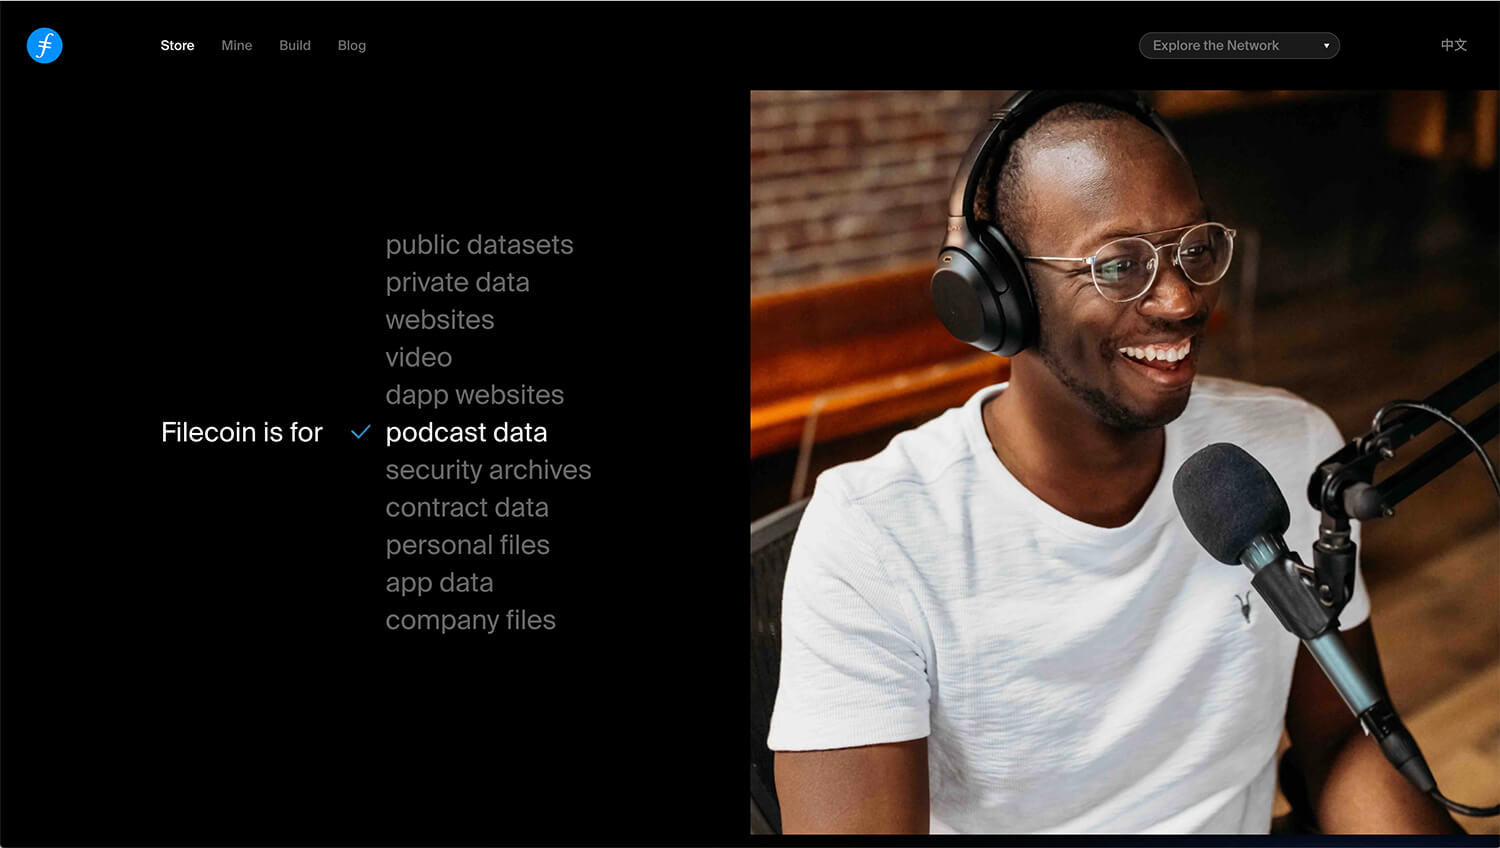 Store Mine Build Blog Explore the Network 中文
public datasets
private data
websites
video
dapp websites
Filecoin is for podcast data
security archives
contract data
personal files
app data
company files